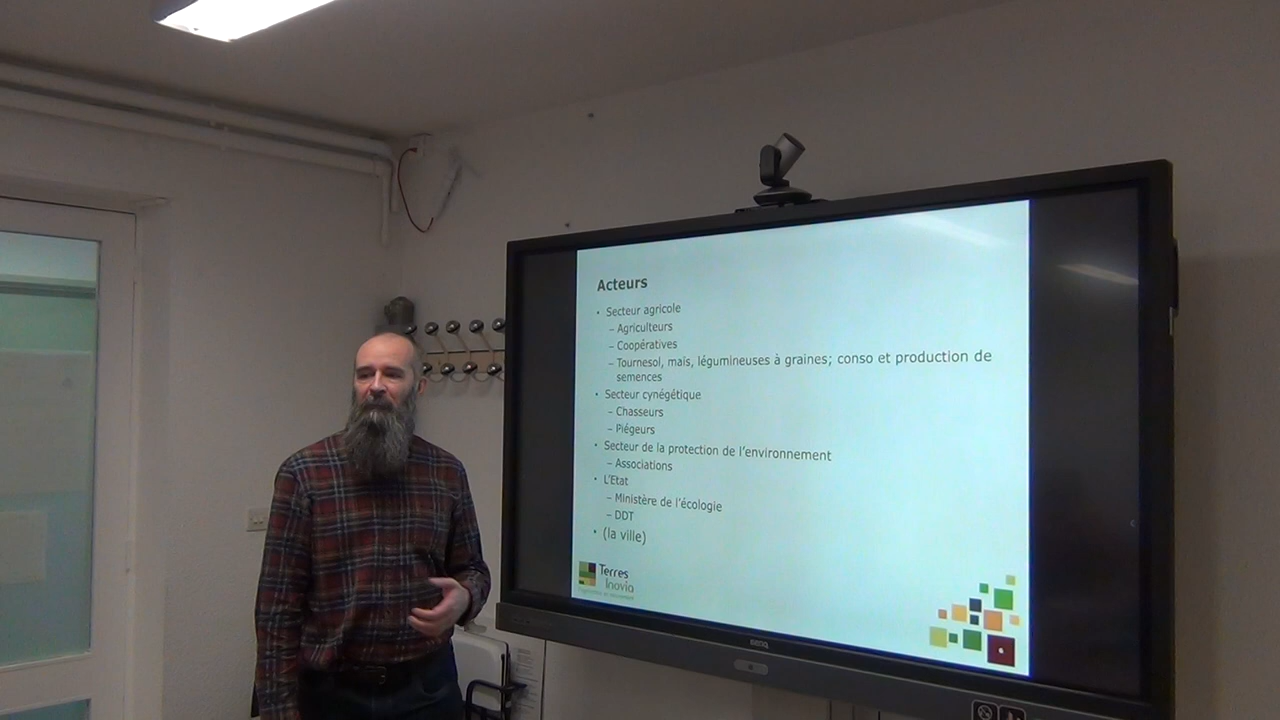 Acteurs
• Secteur agricole
– Agriculteurs
– Coopératives
– Tournesol, maïs, légumineuses à graines; conso et production de
semences
• Secteur cynégétique
– Chasseurs
– Piégeurs
• Secteur de la protection de l'environnement
– Associations
• L'Etat
– Ministère de l'écologie
– DDT
• (la ville)
Terres
Inovia
BenQ